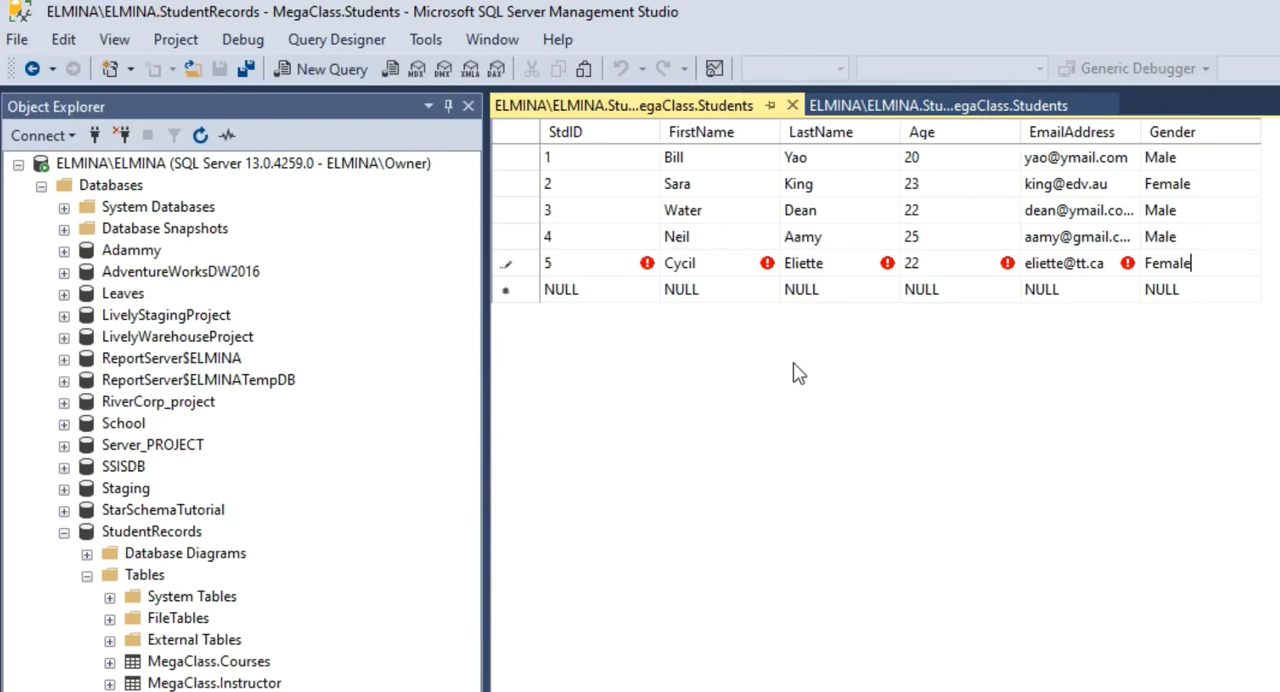 ELMINA\ELMINA.StudentRecords - MegaClass.Students - Microsoft SQL Server Management Studio
File Edit View Project Debug Query Designer Tools Window Help
New Query MDX DMX XMLA DAX Generic Debugger
Object Explorer
Connect
ELMINA\ELMINA (SQL Server 13.0.4259.0 - ELMINA\Owner)
Databases
System Databases
Database Snapshots
Adammy
AdventureWorksDW2016
Leaves
LivelyStagingProject
LivelyWarehouseProject
ReportServer$ELMINA
ReportServer$ELMINATempDB
RiverCorp_project
School
Server_PROJECT
SSISDB
Staging
StarSchemaTutorial
StudentRecords
Database Diagrams
Tables
System Tables
FileTables
External Tables
MegaClass.Courses
MegaClass.Instructor
ELMINA\ELMINA.Stu...egaClass.Students ELMINA\ELMINA.Stu...egaClass.Students
StdID FirstName LastName Age EmailAddress Gender
1 Bill Yao 20 yao@ymail.com Male
2 Sara King 23 king@edv.au Female
3 Water Dean 22 dean@ymail.co... Male
4 Neil Aamy 25 aamy@gmail.c... Male
5 Cycil Eliette 22 eliette@tt.ca Female
NULL NULL NULL NULL NULL NULL